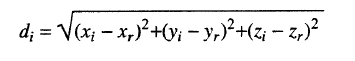 d_i = √(x_i − x_r)²+(y_i − y_r)²+(z_i − z_r)²